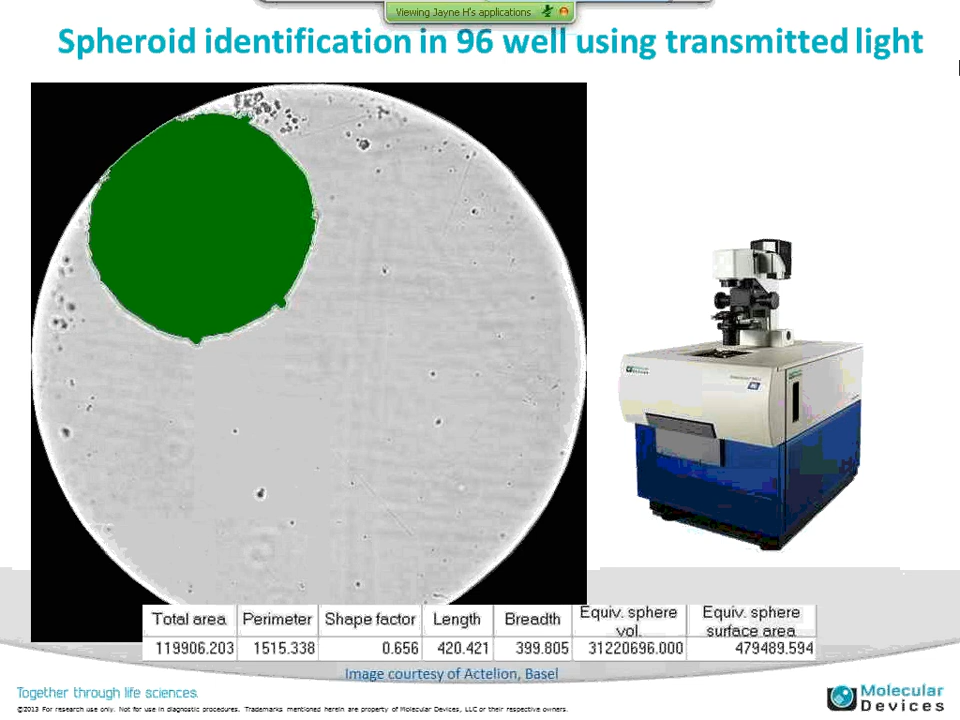 Viewing Jayne H's applications
Spheroid identification in 96 well using transmitted light
Total area Perimeter Shape factor Length Breadth Equiv. sphere vol. Equiv. sphere surface area
119906.203 1515.338 0.656 420.421 399.805 31220696.000 479489.594
Image courtesy of Actelion, Basel
Together through life sciences.
©2013 For research use only. Not for use in diagnostic procedures. Trademarks mentioned herein are property of Molecular Devices, LLC or their respective owners.
Molecular
Devices